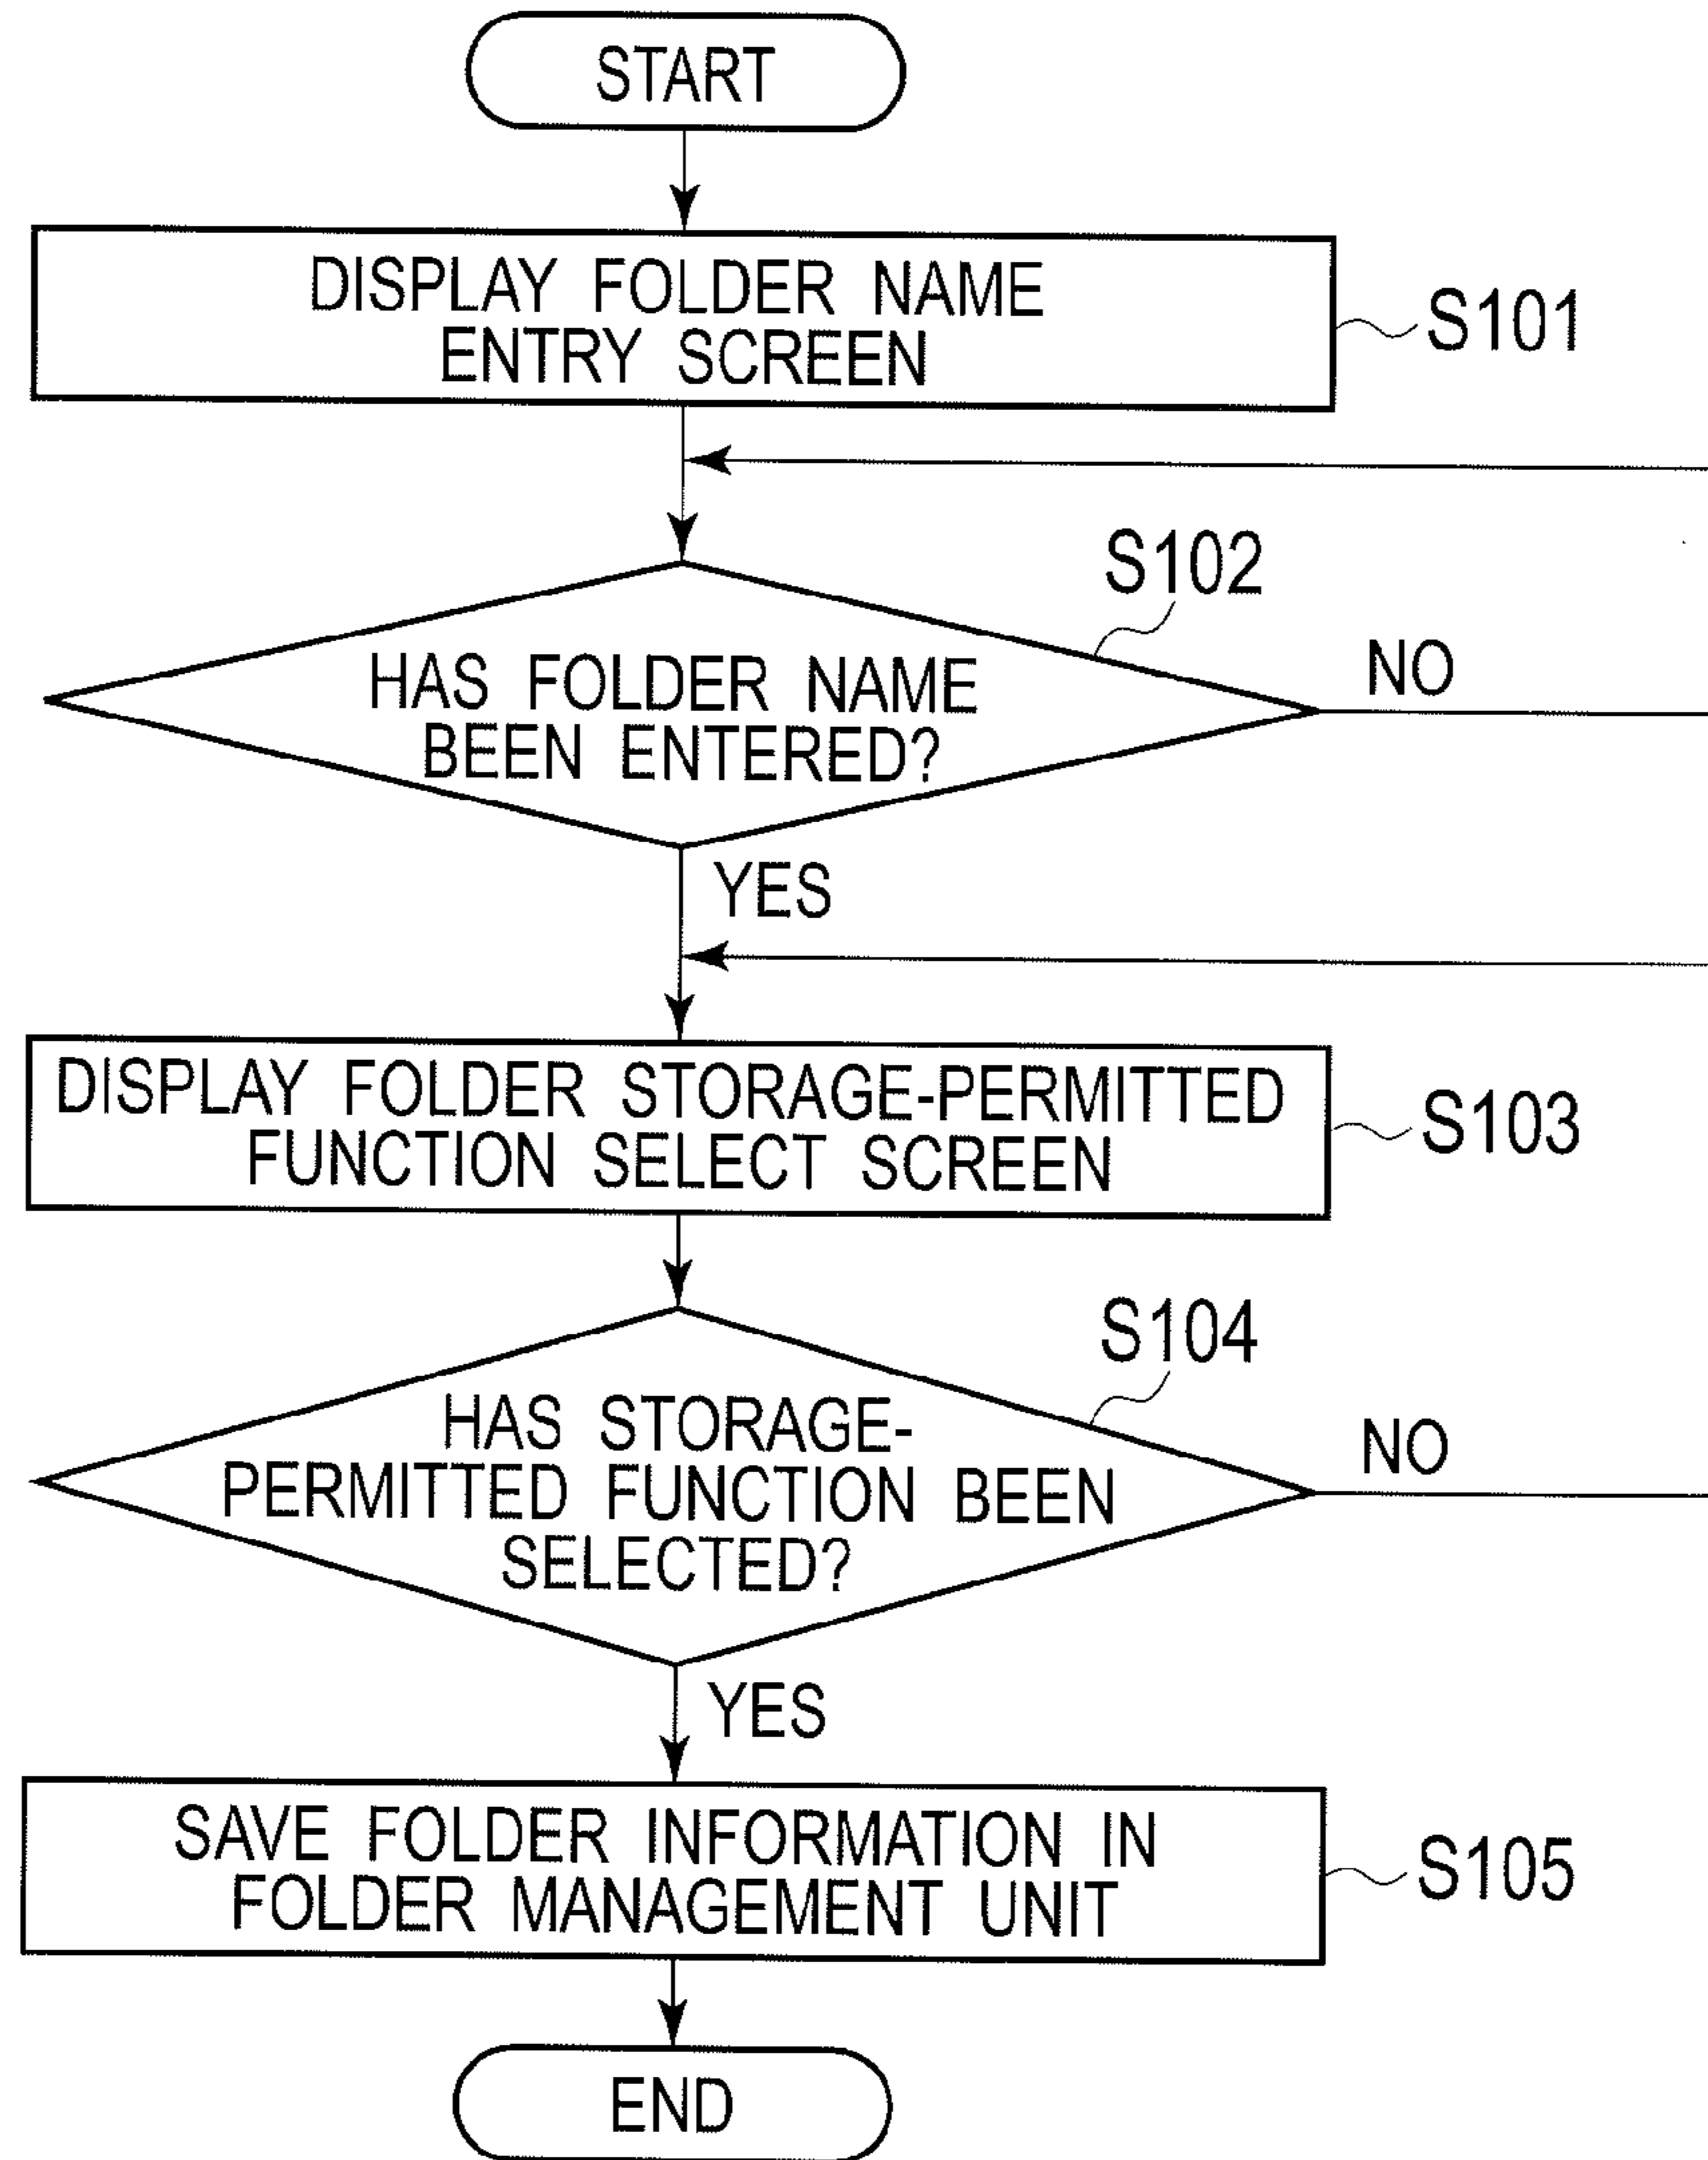 START
DISPLAY FOLDER NAME
ENTRY SCREEN
S101
S102
HAS FOLDER NAME
BEEN ENTERED?
NO
YES
DISPLAY FOLDER STORAGE-PERMITTED
FUNCTION SELECT SCREEN
S103
S104
HAS STORAGE-
PERMITTED FUNCTION BEEN
SELECTED?
NO
YES
SAVE FOLDER INFORMATION IN
FOLDER MANAGEMENT UNIT
S105
END